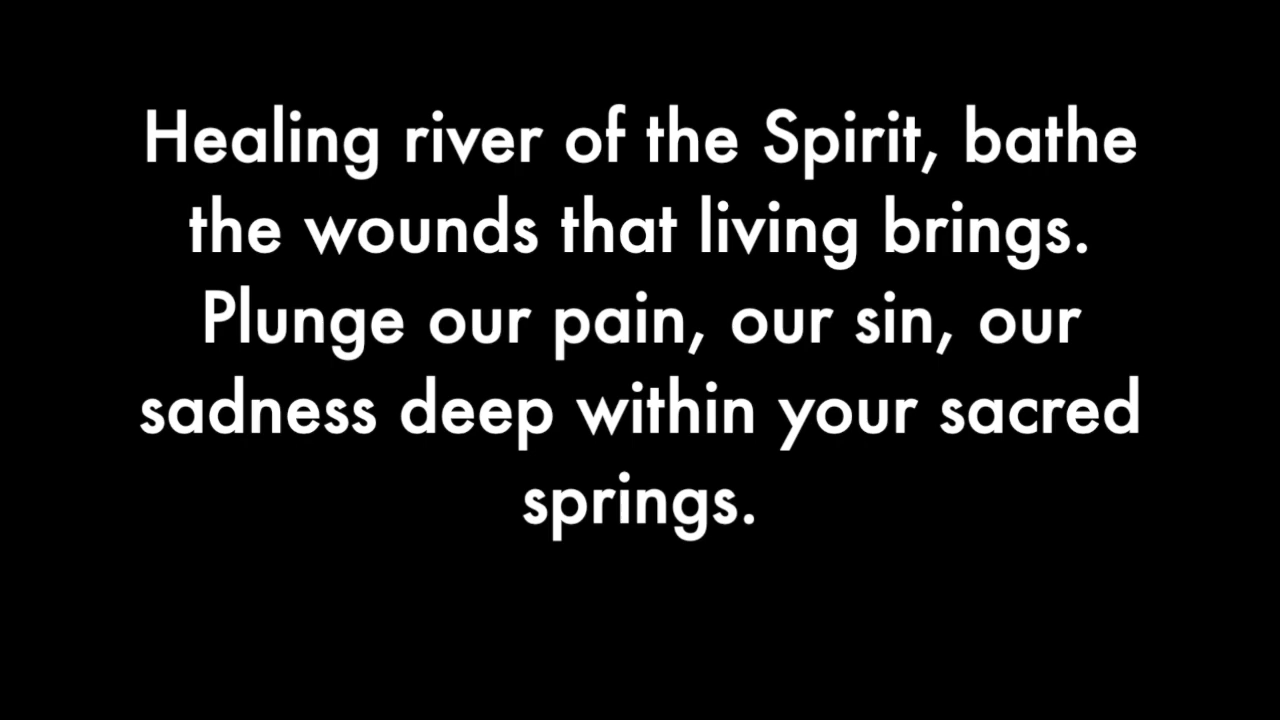 Healing river of the Spirit, bathe
the wounds that living brings.
Plunge our pain, our sin, our
sadness deep within your sacred
springs.